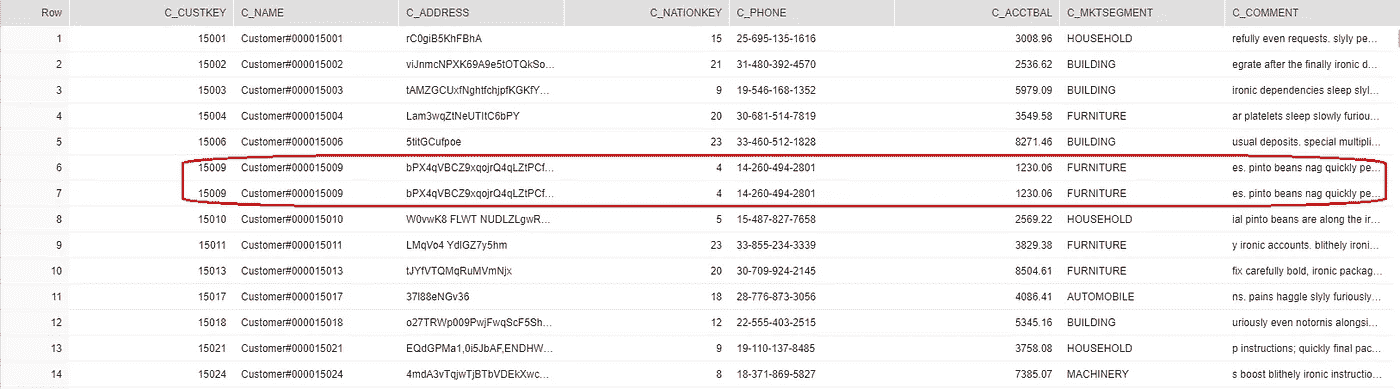 Row C_CUSTKEY C_NAME C_ADDRESS C_NATIONKEY C_PHONE C_ACCTBAL C_MKTSEGMENT C_COMMENT
1 15001 Customer#000015001 rC0giB5KhFBhA 15 25-695-135-1616 3008.96 HOUSEHOLD refully even requests. slyly pe...
2 15002 Customer#000015002 viJnmcNPXK69A9e5tOTQkSo... 21 31-480-392-4570 2536.62 BUILDING egrate after the finally ironic d...
3 15003 Customer#000015003 tAMZGCUxfNghtfchjpfKGKfY... 9 19-546-168-1352 5979.09 BUILDING ironic dependencies sleep slyl...
4 15004 Customer#000015004 Lam3wqZtNeUTItC6bPY 20 30-681-514-7819 3549.58 FURNITURE ar platelets sleep slowly furiou...
5 15006 Customer#000015006 5titGCufpoe 23 33-460-512-1828 8271.46 BUILDING usual deposits. special multipli...
6 15009 Customer#000015009 bPX4qVBCZ9xqojrQ4qLZtPCf... 4 14-260-494-2801 1230.06 FURNITURE es. pinto beans nag quickly pe...
7 15009 Customer#000015009 bPX4qVBCZ9xqojrQ4qLZtPCf... 4 14-260-494-2801 1230.06 FURNITURE es. pinto beans nag quickly pe...
8 15010 Customer#000015010 W0vwK8 FLWT NUDLZLgwR... 5 15-487-827-7658 2569.22 HOUSEHOLD ial pinto beans are along the ir...
9 15011 Customer#000015011 LMqVo4 YdlGZ7y5hm 23 33-855-234-3339 3829.38 FURNITURE y ironic accounts. blithely ironi...
10 15013 Customer#000015013 tJYfVTQMqRuMVmNjx 20 30-709-924-2145 8504.61 FURNITURE fix carefully bold, ironic packag...
11 15017 Customer#000015017 37I88eNGv36 18 28-776-873-3056 4086.41 AUTOMOBILE ns. pains haggle slyly furiously...
12 15018 Customer#000015018 o27TRWp009PwjFwqScF5Sh... 12 22-555-403-2515 5345.16 BUILDING uriously even notornis alongsi...
13 15021 Customer#000015021 EQdGPMa1,0i5JbAF,ENDHW... 9 19-110-137-8485 3758.08 HOUSEHOLD p instructions; quickly final pac...
14 15024 Customer#000015024 4mdA3vTqjwTjBTbVDEkXwc... 8 18-371-869-5827 7385.07 MACHINERY s boost blithely ironic instructio...